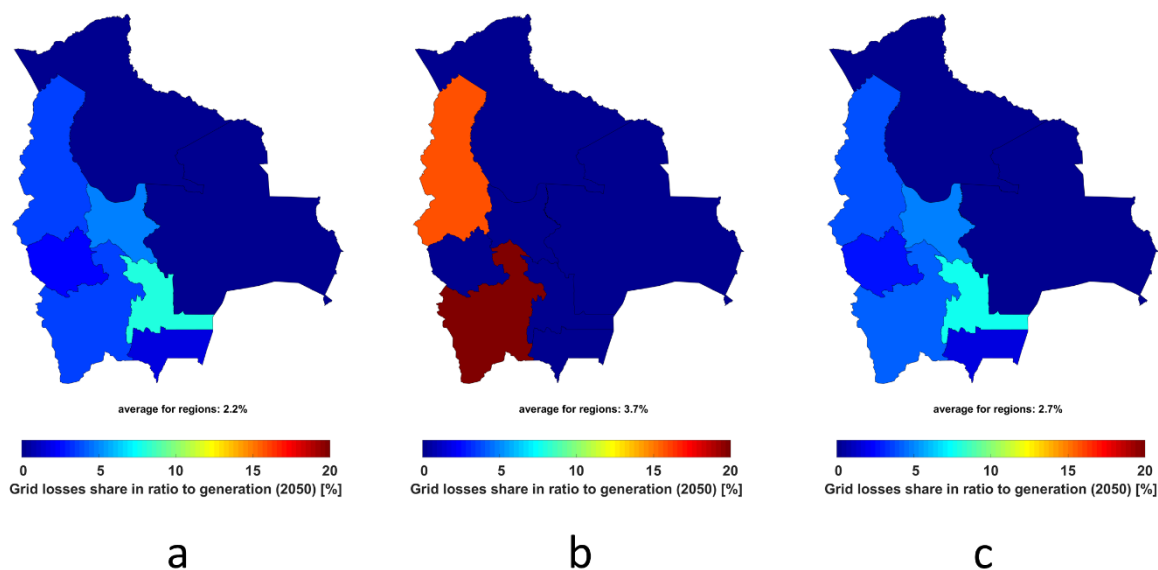 average for regions: 2.2%
0 5 10 15 20
Grid losses share in ratio to generation (2050) [%]
a
average for regions: 3.7%
0 5 10 15 20
Grid losses share in ratio to generation (2050) [%]
b
average for regions: 2.7%
0 5 10 15 20
Grid losses share in ratio to generation (2050) [%]
c